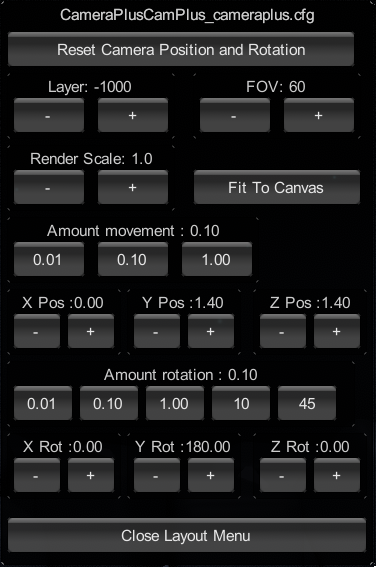 CameraPlusCamPlus_cameraplus.cfg
Reset Camera Position and Rotation
Layer: -1000 FOV: 60
- + - +
Render Scale: 1.0
- + Fit To Canvas
Amount movement : 0.10
0.01 0.10 1.00
X Pos :0.00 Y Pos :1.40 Z Pos :1.40
- + - + - +
Amount rotation : 0.10
0.01 0.10 1.00 10 45
X Rot :0.00 Y Rot :180.00 Z Rot :0.00
- + - + - +
Close Layout Menu